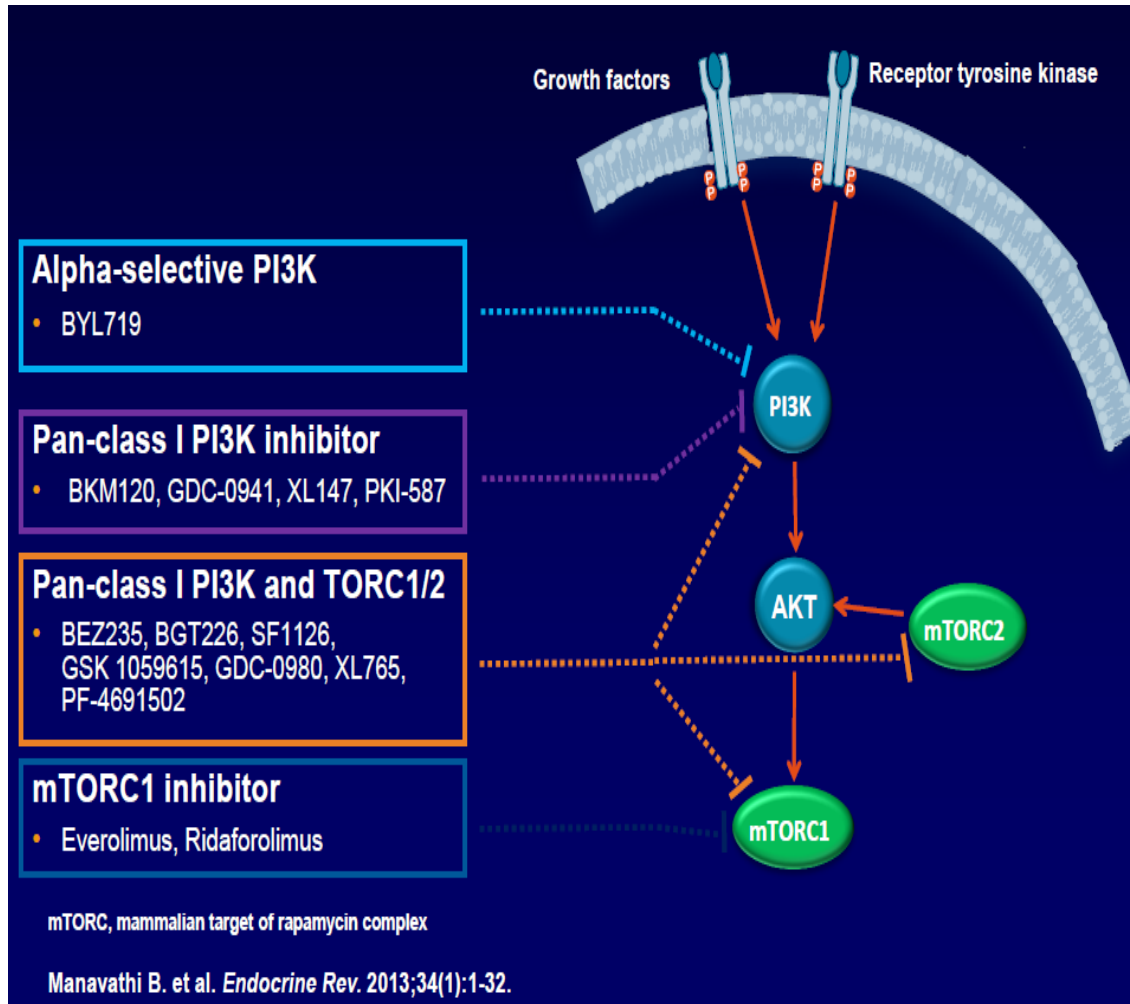 Growth factors
Receptor tyrosine kinase
P
P
P
P
P
P
P
P
Alpha-selective PI3K
• BYL719
PI3K
Pan-class I PI3K inhibitor
• BKM120, GDC-0941, XL147, PKI-587
Pan-class I PI3K and TORC1/2
• BEZ235, BGT226, SF1126,
GSK 1059615, GDC-0980, XL765,
PF-4691502
AKT
mTORC2
mTORC1 inhibitor
• Everolimus, Ridaforolimus
mTORC1
mTORC, mammalian target of rapamycin complex
Manavathi B. et al. Endocrine Rev. 2013;34(1):1-32.